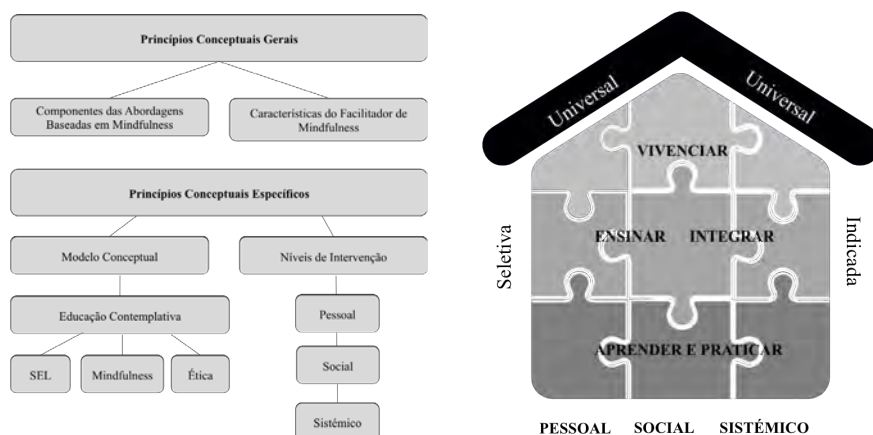 Princípios Conceptuais Gerais
Componentes das Abordagens
Baseadas em Mindfulness
Características do Facilitador de
Mindfulness
Princípios Conceptuais Específicos
Modelo Conceptual
Níveis de Intervenção
Educação Contemplativa
Pessoal
SEL
Mindfulness
Ética
Social
Sistémico
Universal
Universal
VIVENCIAR
Seletiva
ENSINAR
INTEGRAR
Indicada
APRENDER E PRATICAR
PESSOAL SOCIAL SISTÉMICO